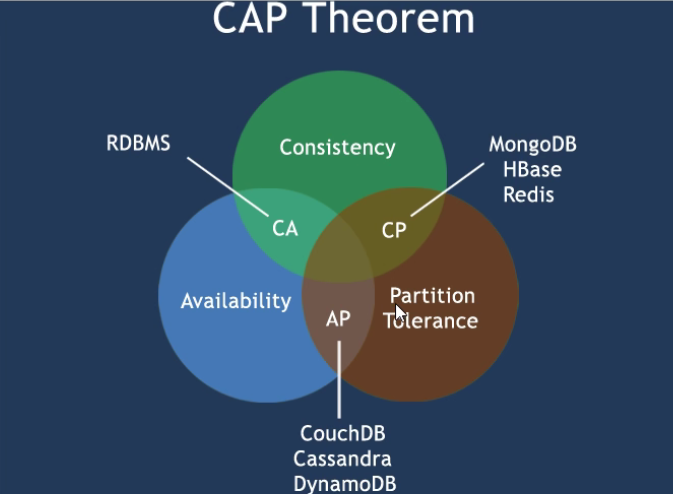 CAP Theorem
RDBMS
Consistency
MongoDB
HBase
Redis
CA
CP
Availability
Partition
Tolerance
AP
CouchDB
Cassandra
DynamoDB